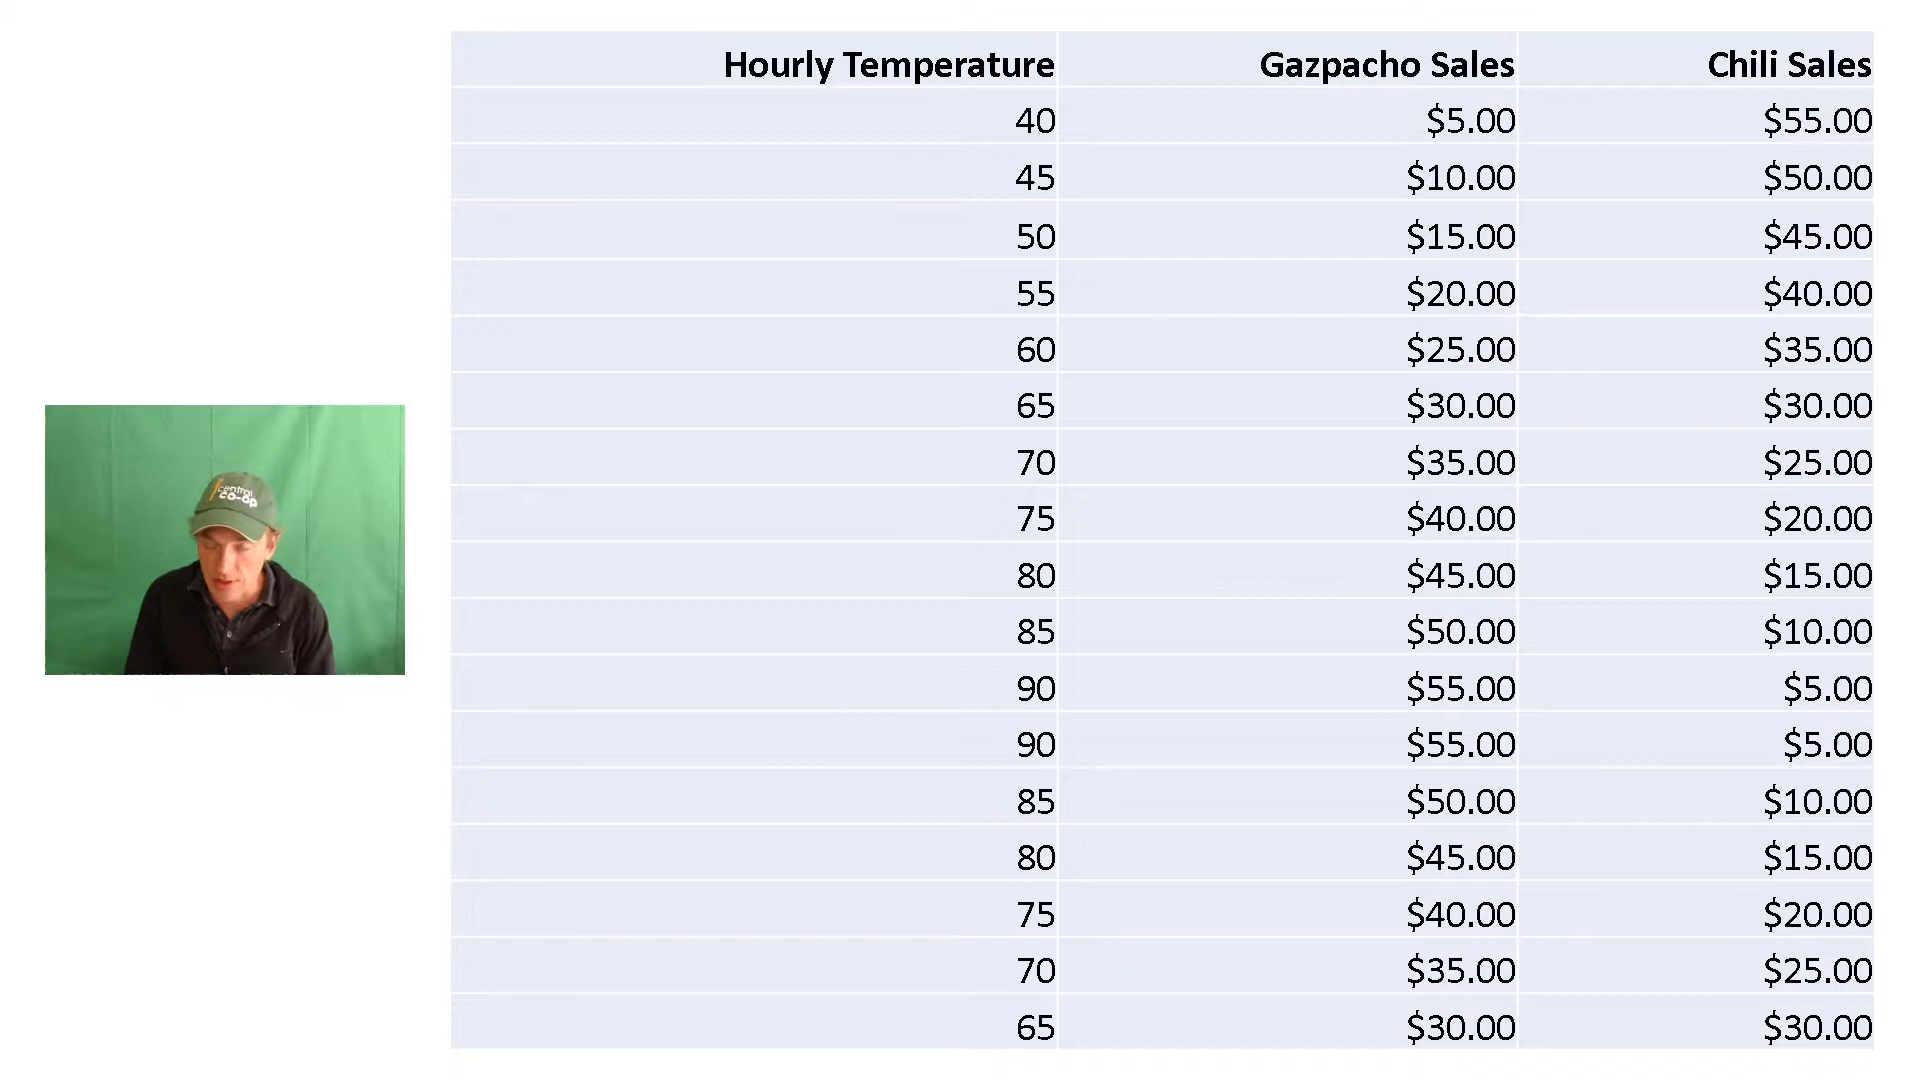 Hourly Temperature Gazpacho Sales Chili Sales
40 $5.00 $55.00
45 $10.00 $50.00
50 $15.00 $45.00
55 $20.00 $40.00
60 $25.00 $35.00
65 $30.00 $30.00
70 $35.00 $25.00
75 $40.00 $20.00
80 $45.00 $15.00
85 $50.00 $10.00
90 $55.00 $5.00
90 $55.00 $5.00
85 $50.00 $10.00
80 $45.00 $15.00
75 $40.00 $20.00
70 $35.00 $25.00
65 $30.00 $30.00
central
co-op